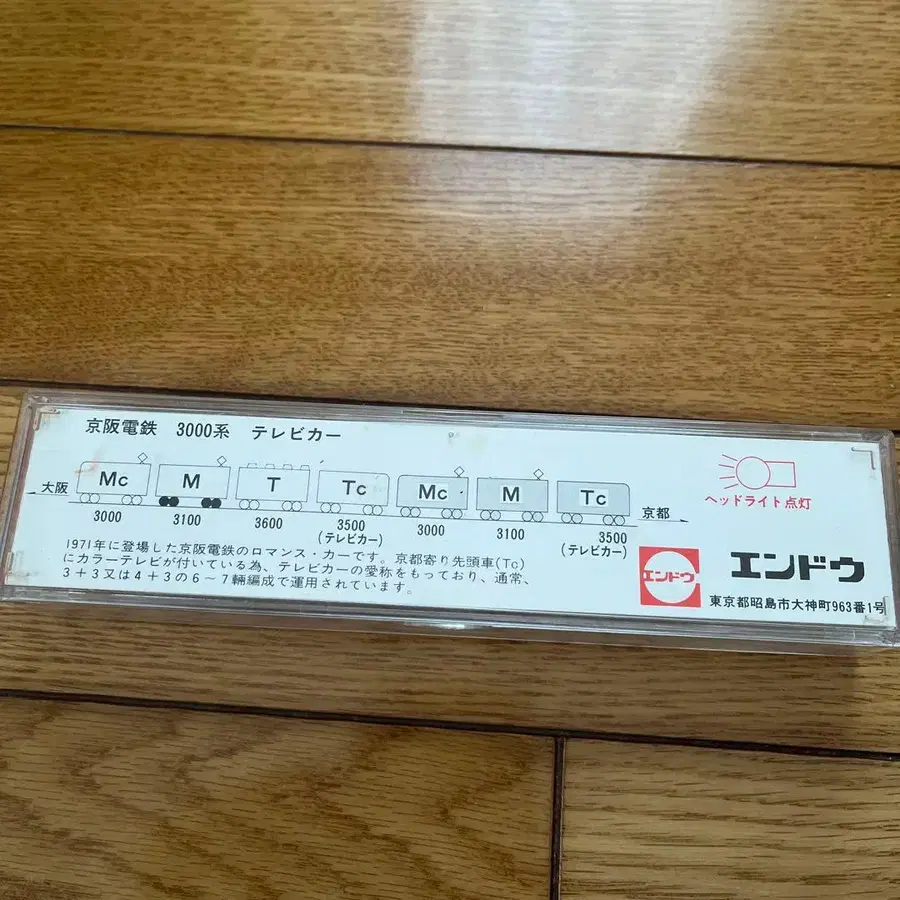 京阪電鉄 3000系 テレビカー
大阪 Mc M T Tc Mc M Tc 京都
3000 3100 3600 3500 3000 3100 3500
(テレビカー) (テレビカー)
1971年に登場した京阪電鉄のロマンス・カーです。京都寄り先頭車(Tc)
にカラーテレビが付いている為、テレビカーの愛称をもっており、通常、
3+3又は4+3の6~7輛編成で運用されています。
ヘッドライト点灯
エンドウ エンドウ
東京都昭島市大神町963番1号